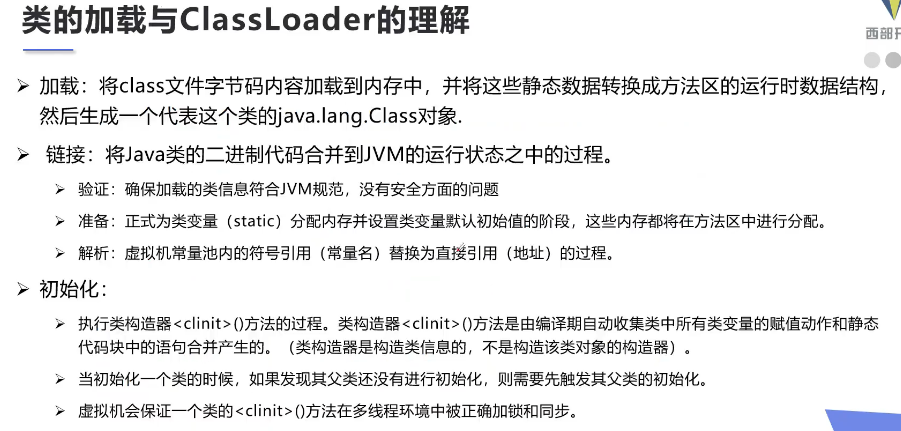 类的加载与ClassLoader的理解
西部开
加载：将class文件字节码内容加载到内存中，并将这些静态数据转换成方法区的运行时数据结构，
然后生成一个代表这个类的java.lang.Class对象.
链接：将Java类的二进制代码合并到JVM的运行状态之中的过程。
验证：确保加载的类信息符合JVM规范，没有安全方面的问题
准备：正式为类变量（static）分配内存并设置类变量默认初始值的阶段，这些内存都将在方法区中进行分配。
解析：虚拟机常量池内的符号引用（常量名）替换为直接引用（地址）的过程。
初始化：
执行类构造器<clinit>()方法的过程。类构造器<clinit>()方法是由编译期自动收集类中所有类变量的赋值动作和静态
代码块中的语句合并产生的。（类构造器是构造类信息的，不是构造该类对象的构造器）。
当初始化一个类的时候，如果发现其父类还没有进行初始化，则需要先触发其父类的初始化。
虚拟机会保证一个类的<clinit>()方法在多线程环境中被正确加锁和同步。